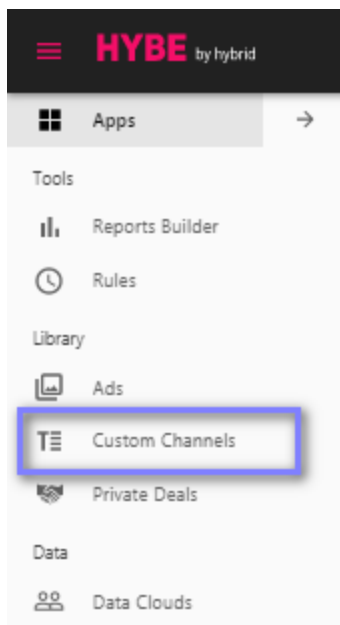 HYBE by hybrid
Apps
Tools
Reports Builder
Rules
Library
Ads
Custom Channels
Private Deals
Data
Data Clouds